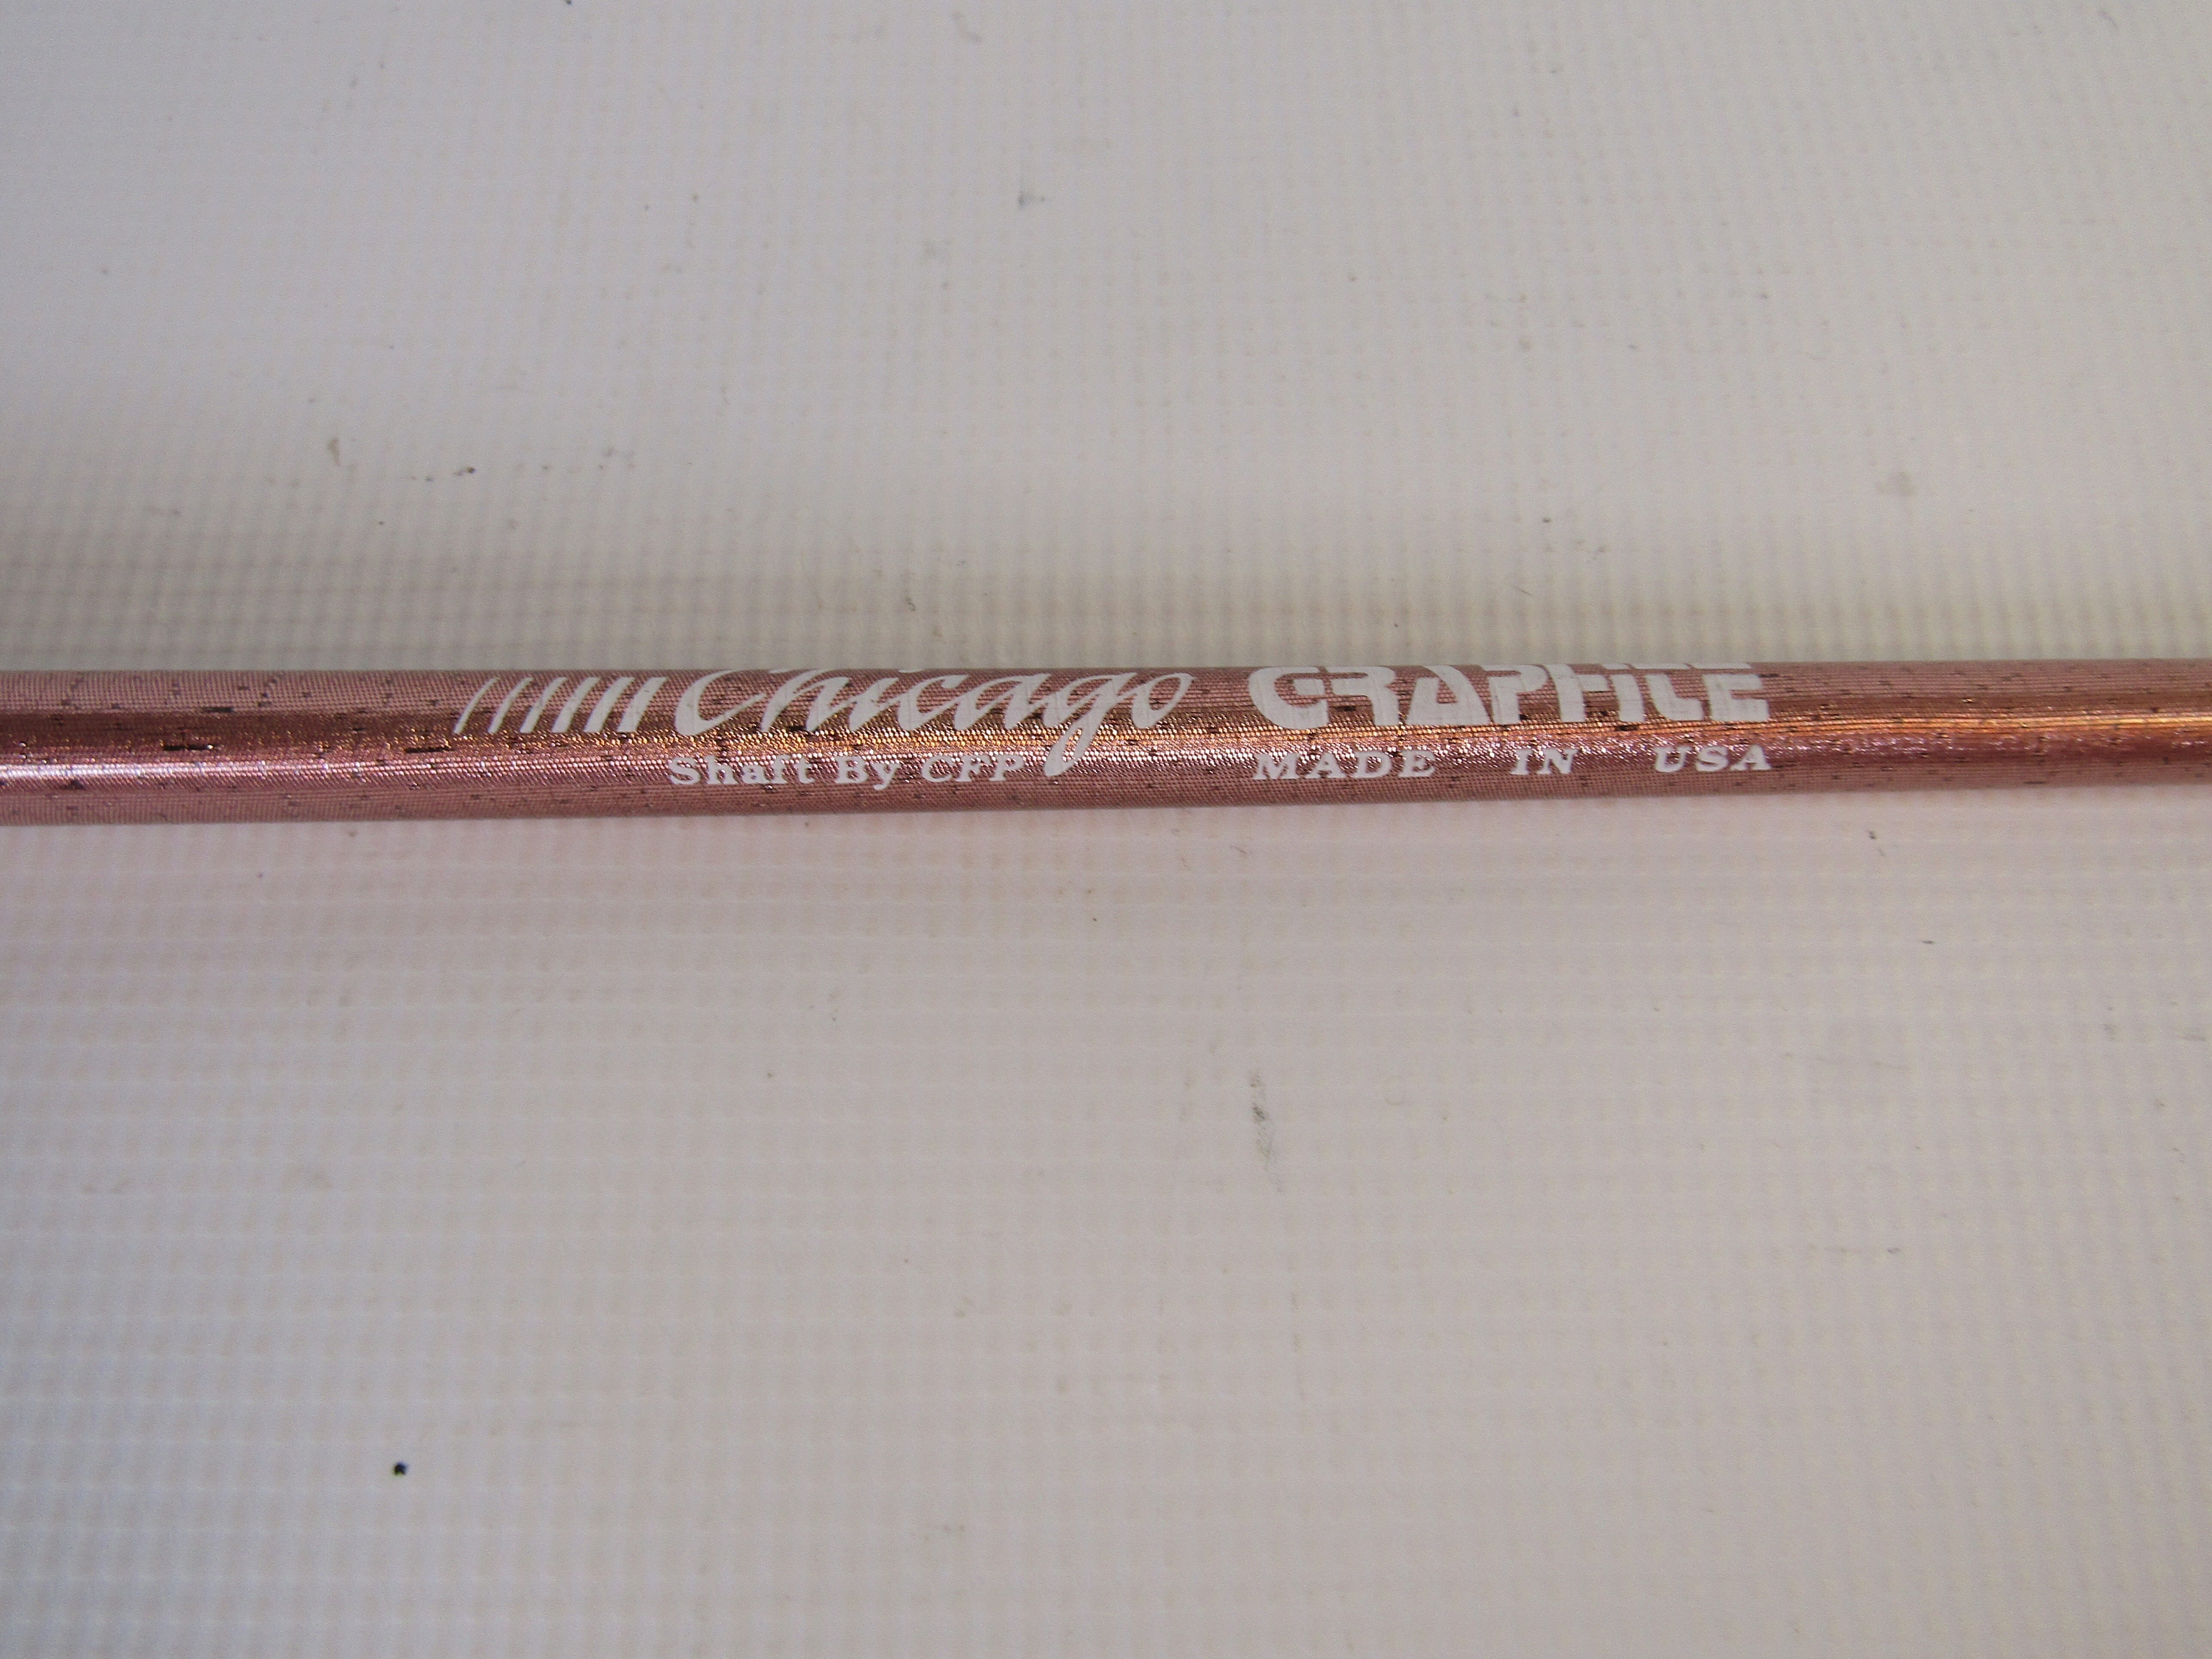 Chicago GRAPHITE
Shaft By CFP MADE IN USA